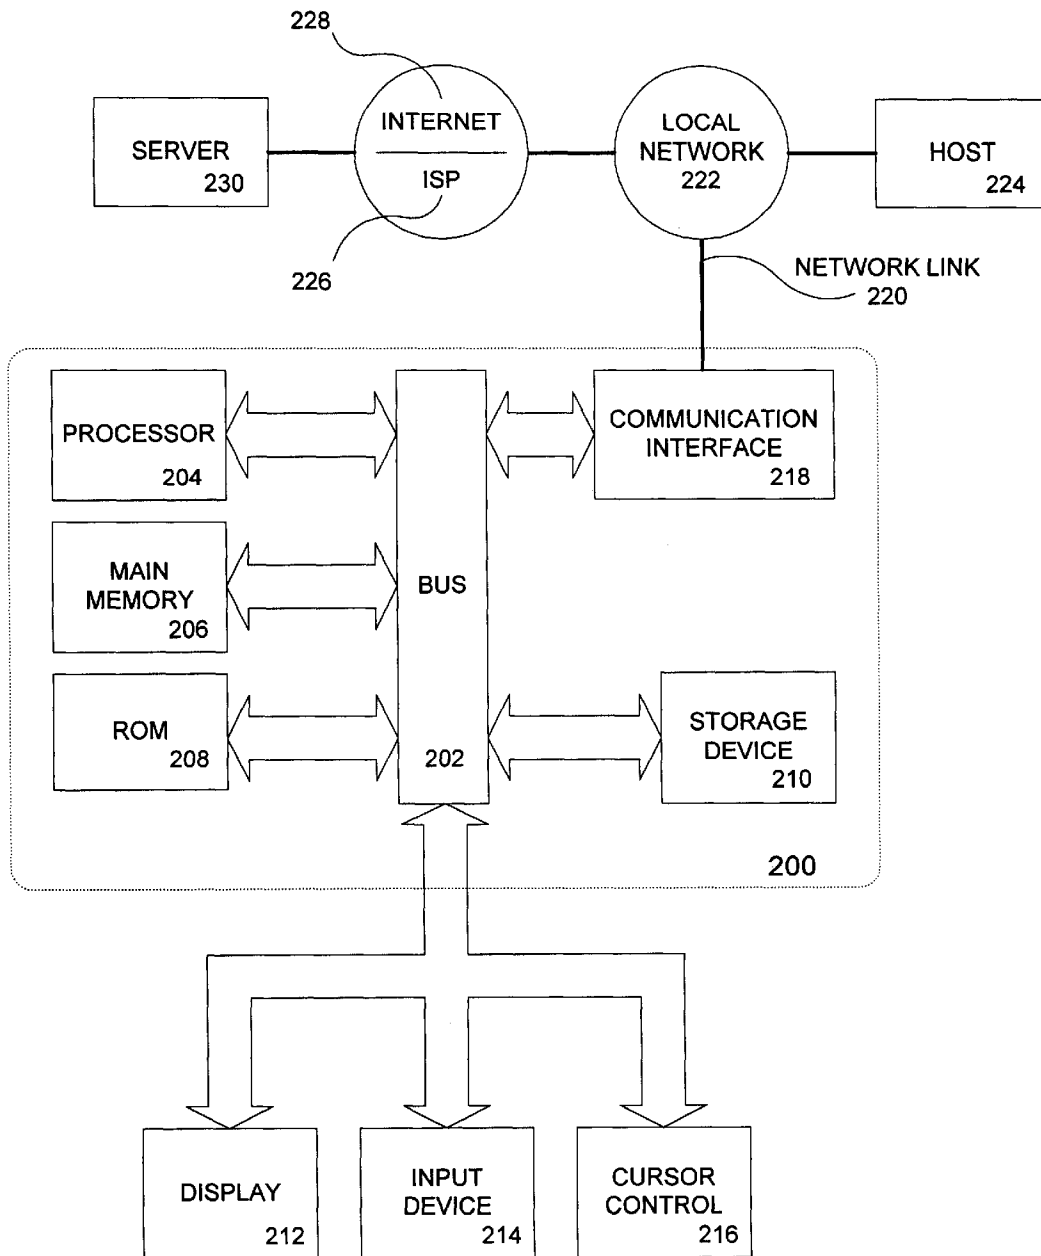 228
SERVER
230
INTERNET
ISP
226
LOCAL
NETWORK
222
HOST
224
NETWORK LINK
220
PROCESSOR
204
BUS
202
COMMUNICATION
INTERFACE
218
MAIN
MEMORY
206
ROM
208
STORAGE
DEVICE
210
200
DISPLAY
212
INPUT
DEVICE
214
CURSOR
CONTROL
216